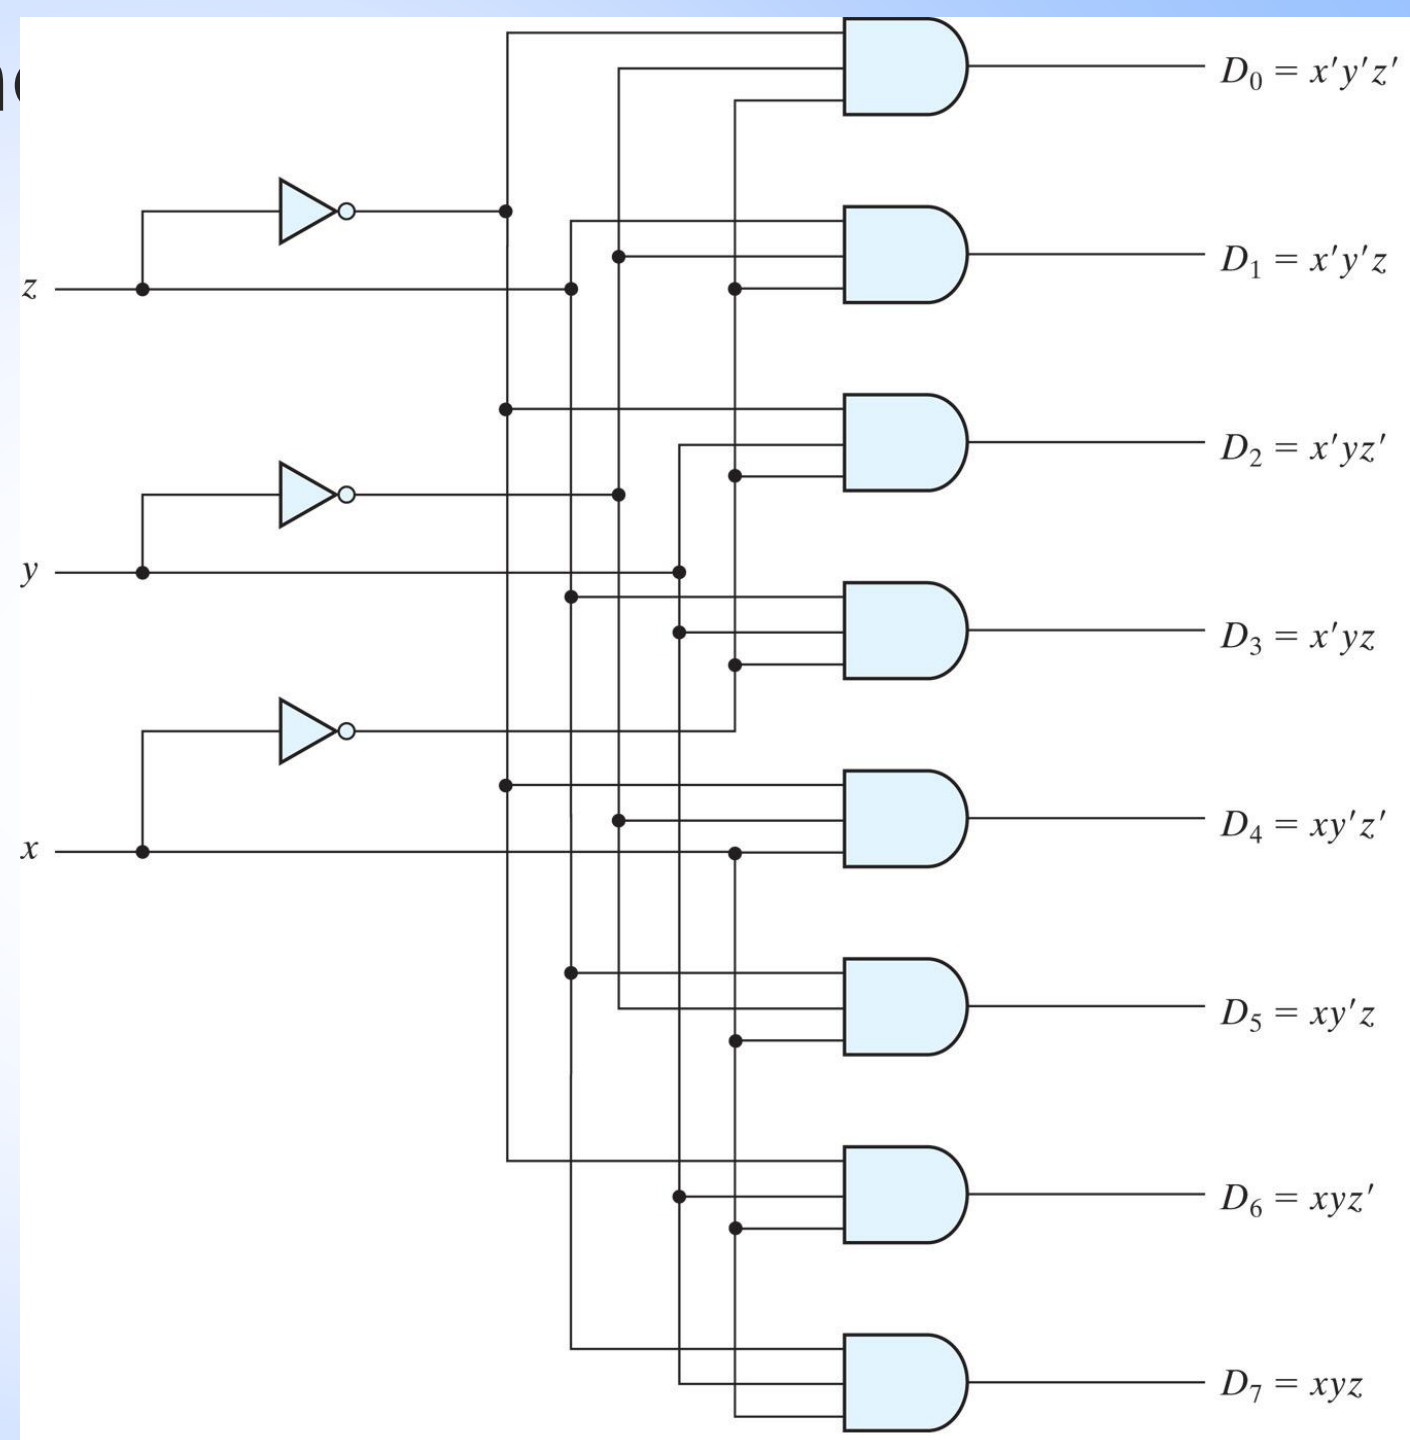 D₀ = x'y'z'
z
D₁ = x'y'z
D₂ = x'yz'
y
D₃ = x'yz
x
D₄ = xy'z'
D₅ = xy'z
D₆ = xyz'
D₇ = xyz